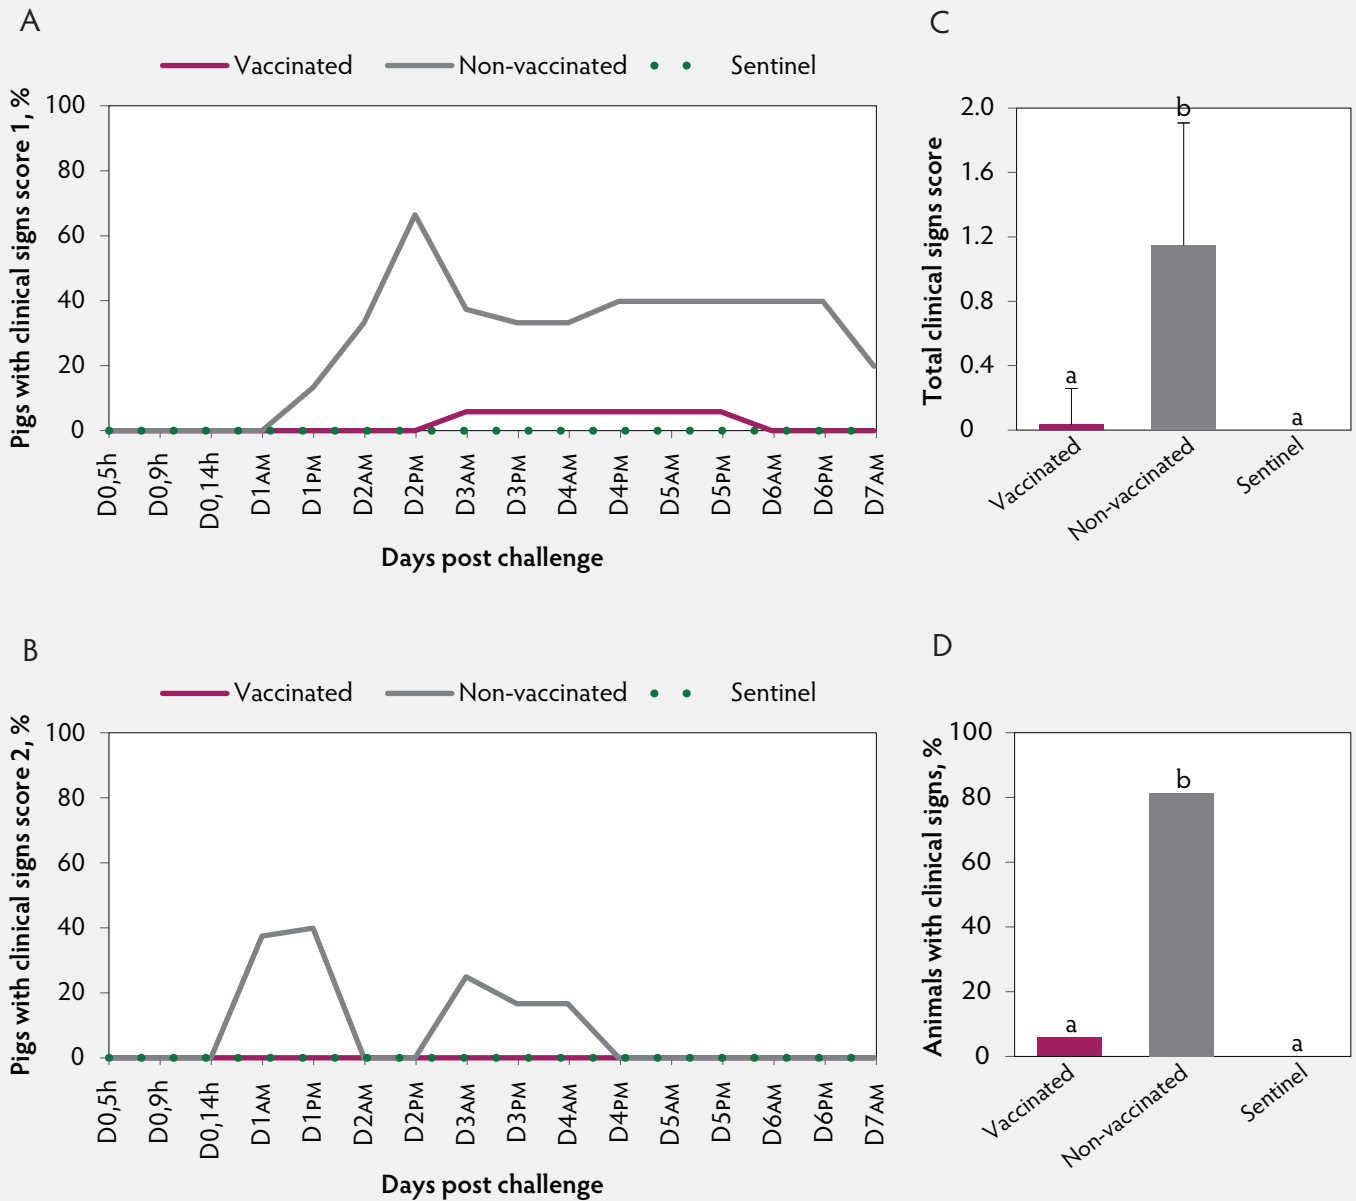 A
Vaccinated Non-vaccinated Sentinel
Pigs with clinical signs score 1, %
100
80
60
40
20
0
D0,5h D0,9h D0,14h D1AM D1PM D2AM D2PM D3AM D3PM D4AM D4PM D5AM D5PM D6AM D6PM D7AM
Days post challenge
C
Total clinical signs score
2.0
1.6
1.2
0.8
0.4
0
a b a
Vaccinated Non-vaccinated Sentinel
B
Vaccinated Non-vaccinated Sentinel
Pigs with clinical signs score 2, %
100
80
60
40
20
0
D0,5h D0,9h D0,14h D1AM D1PM D2AM D2PM D3AM D3PM D4AM D4PM D5AM D5PM D6AM D6PM D7AM
Days post challenge
D
Animals with clinical signs, %
100
80
60
40
20
0
a b a
Vaccinated Non-vaccinated Sentinel